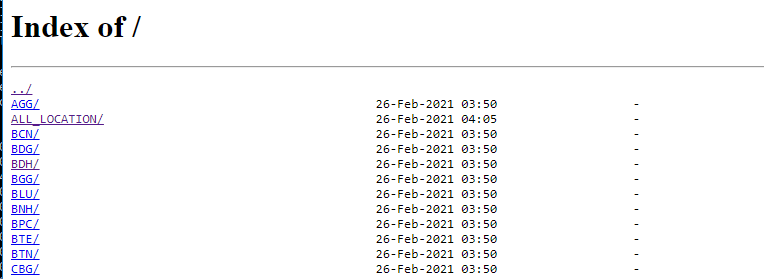 Index of /
../
AGG/ 26-Feb-2021 03:50 -
ALL_LOCATION/ 26-Feb-2021 04:05 -
BCN/ 26-Feb-2021 03:50 -
BDG/ 26-Feb-2021 03:50 -
BDH/ 26-Feb-2021 03:50 -
BGG/ 26-Feb-2021 03:50 -
BLU/ 26-Feb-2021 03:50 -
BNH/ 26-Feb-2021 03:50 -
BPC/ 26-Feb-2021 03:50 -
BTE/ 26-Feb-2021 03:50 -
BTN/ 26-Feb-2021 03:50 -
CBG/ 26-Feb-2021 03:50 -